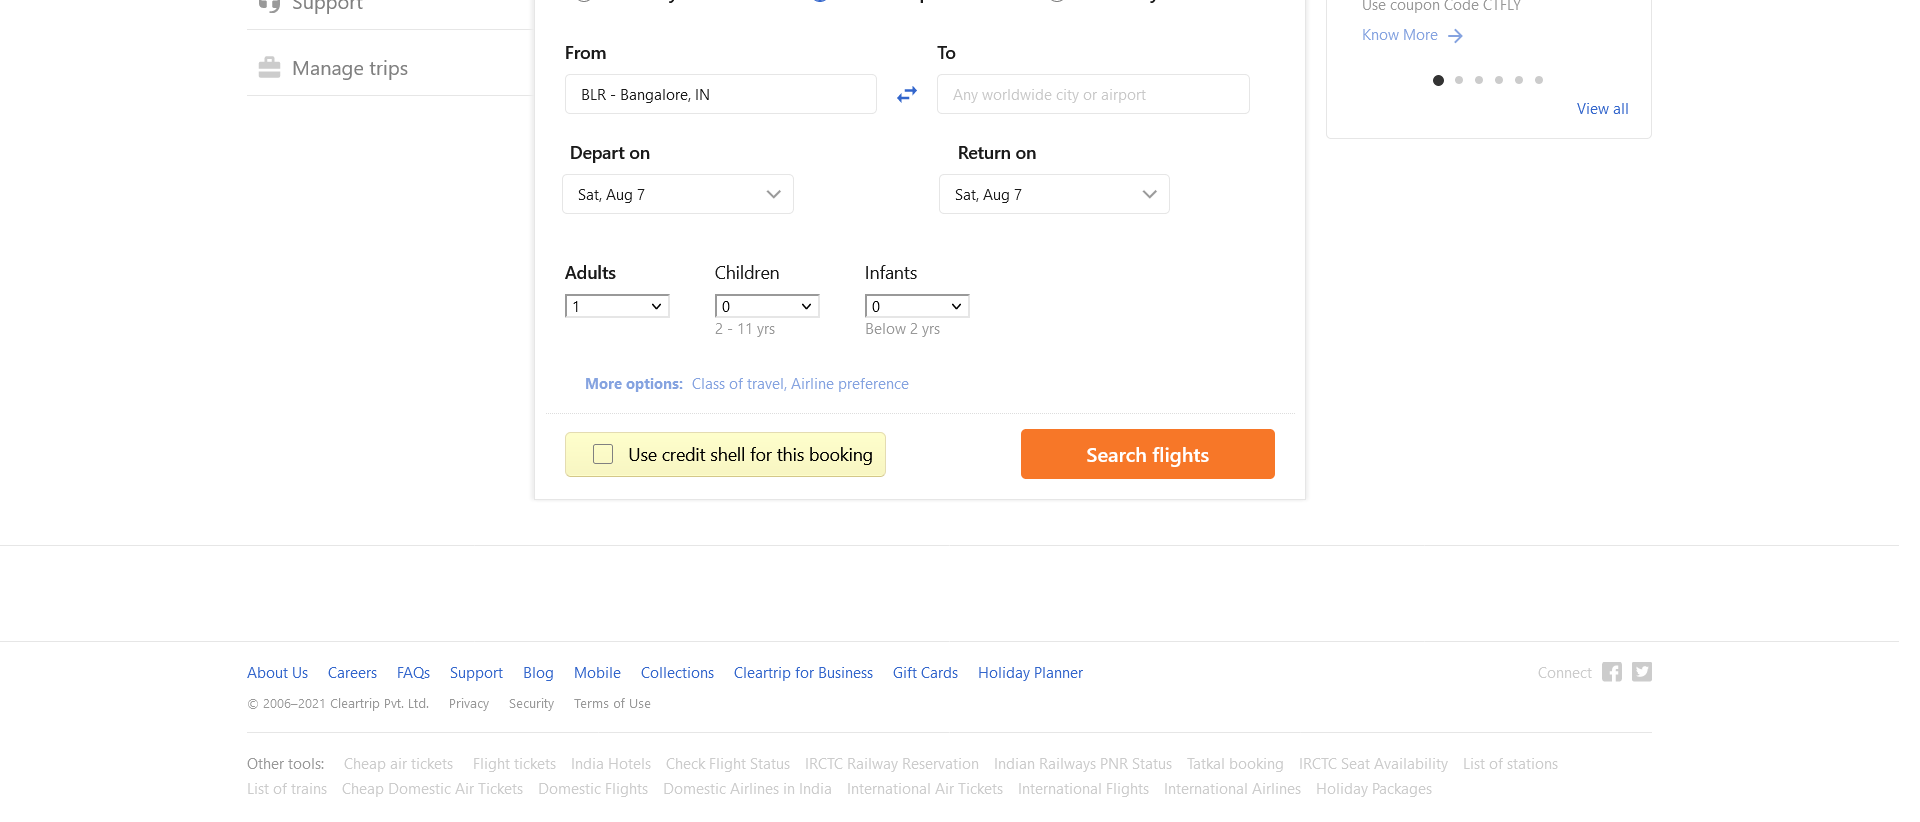 Support
Use coupon Code CTFLY
Know More
Manage trips
View all
From
To
BLR - Bangalore, IN
Any worldwide city or airport
Depart on
Return on
Sat, Aug 7
Sat, Aug 7
Adults
Children
Infants
1
0
0
2 - 11 yrs
Below 2 yrs
More options: Class of travel, Airline preference
Use credit shell for this booking
Search flights
About Us Careers FAQs Support Blog Mobile Collections Cleartrip for Business Gift Cards Holiday Planner
Connect
© 2006–2021 Cleartrip Pvt. Ltd. Privacy Security Terms of Use
Other tools: Cheap air tickets Flight tickets India Hotels Check Flight Status IRCTC Railway Reservation Indian Railways PNR Status Tatkal booking IRCTC Seat Availability List of stations
List of trains Cheap Domestic Air Tickets Domestic Flights Domestic Airlines in India International Air Tickets International Flights International Airlines Holiday Packages